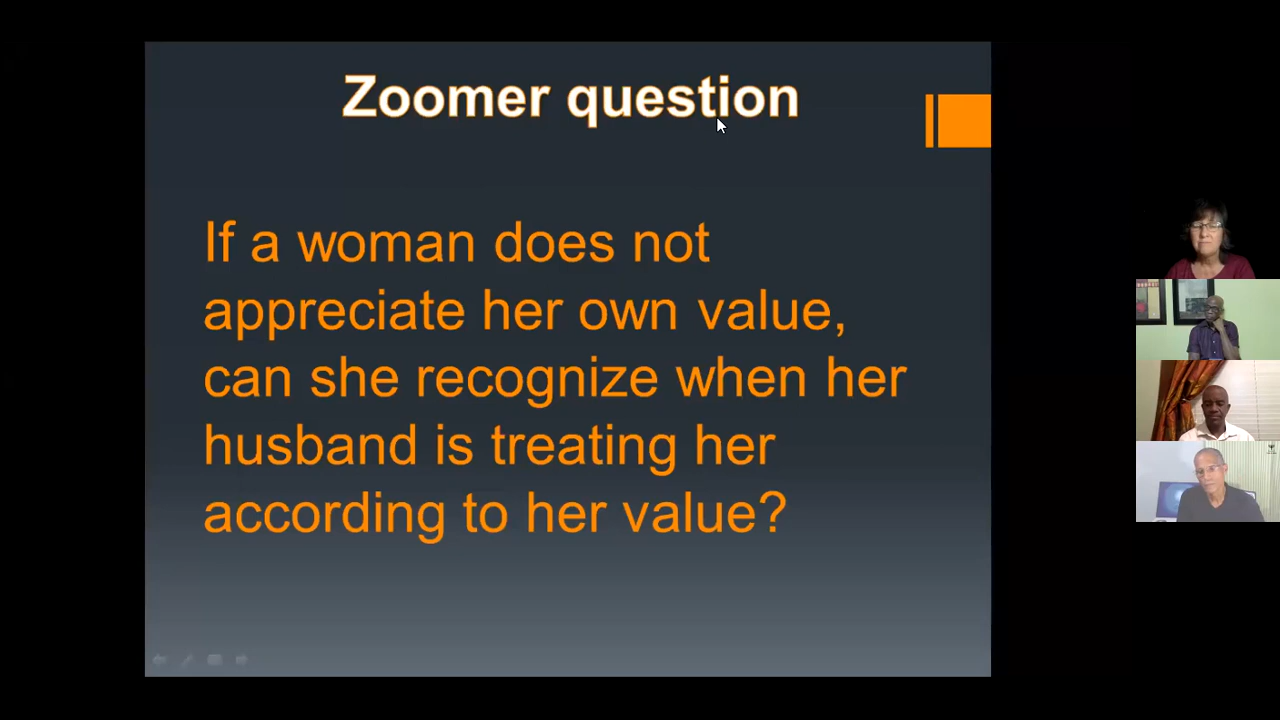 Zoomer question
If a woman does not
appreciate her own value,
can she recognize when her
husband is treating her
according to her value?